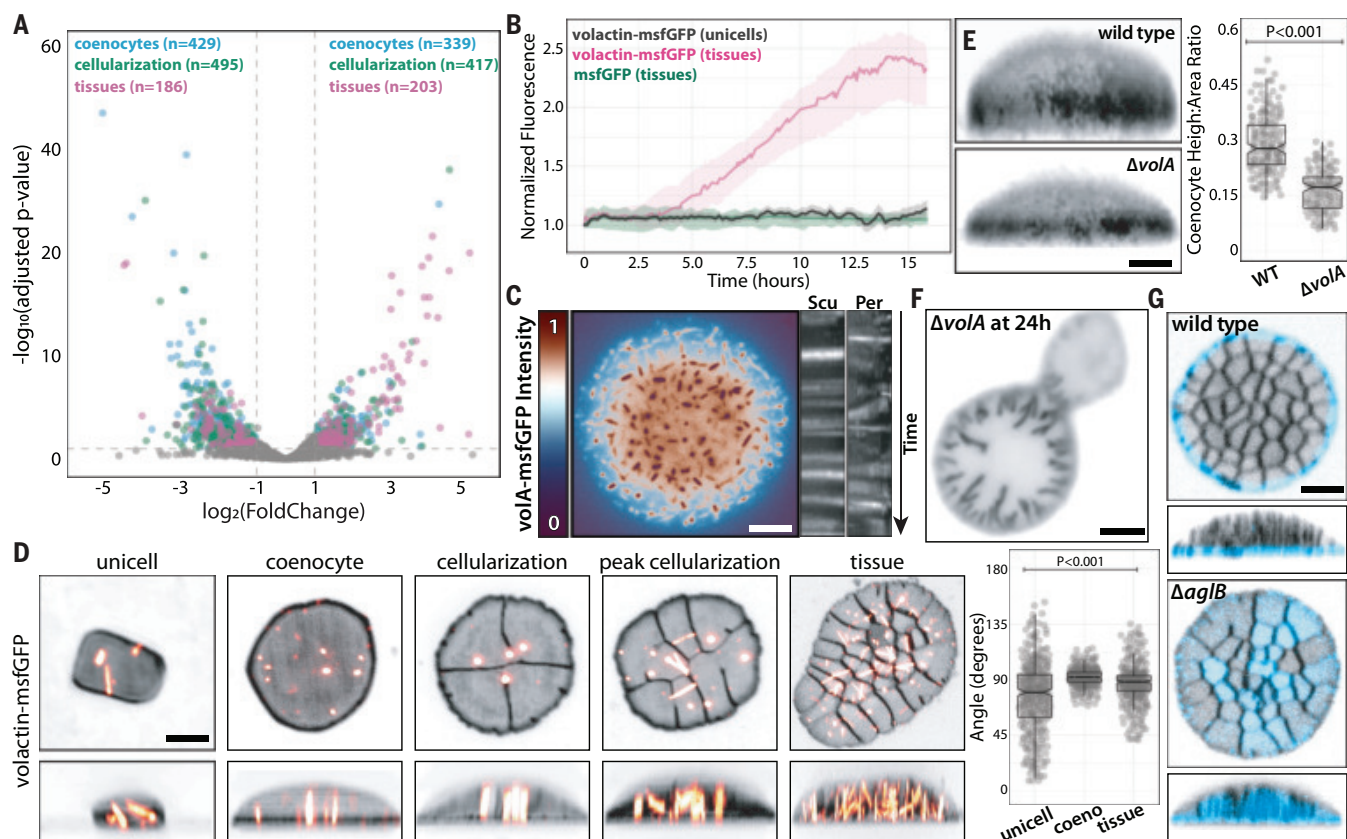 A
-log₁₀(adjusted p-value)
60
40
20
10
0
coenocytes (n=429)
cellularization (n=495)
tissues (n=186)
coenocytes (n=339)
cellularization (n=417)
tissues (n=203)
-5
-3
-1
1
3
5
log₂(FoldChange)
B
Normalized Fluorescence
2.5
2.0
1.5
1.0
volactin-msfGFP (unicells)
volactin-msfGFP (tissues)
msfGFP (tissues)
0
2.5
5.0
7.5
10
12.5
15
Time (hours)
C
volA-msfGFP Intensity
1
0
Scu
Per
Time
D
volactin-msfGFP
unicell
coenocyte
cellularization
peak cellularization
tissue
Angle (degrees)
180
135
90
45
0
P<0.001
unicell
coeno
tissue
E
wild type
ΔvolA
Coenocyte Heigh:Area Ratio
0.6
0.45
0.3
0.15
0
P<0.001
WT
ΔvolA
F
ΔvolA at 24h
G
wild type
ΔaglB